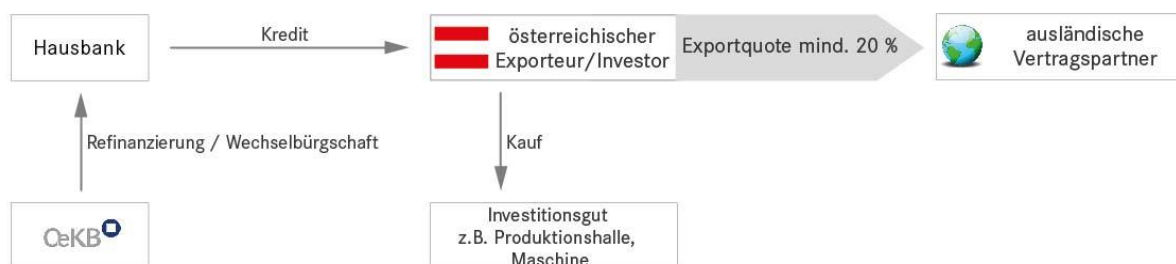 Hausbank
Kredit
österreichischer
Exporteur/Investor
Exportquote mind. 20 %
ausländische
Vertragspartner
Refinanzierung / Wechselbürgschaft
Kauf
OeKB
Investitionsgut
z.B. Produktionshalle,
Maschine